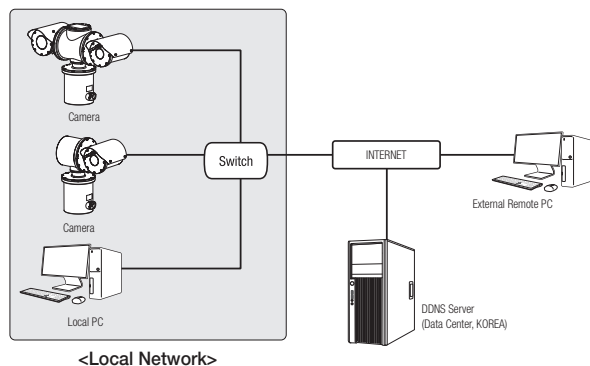 Camera
Camera
Switch
INTERNET
External Remote PC
Local PC
DDNS Server
(Data Center, KOREA)
<Local Network>